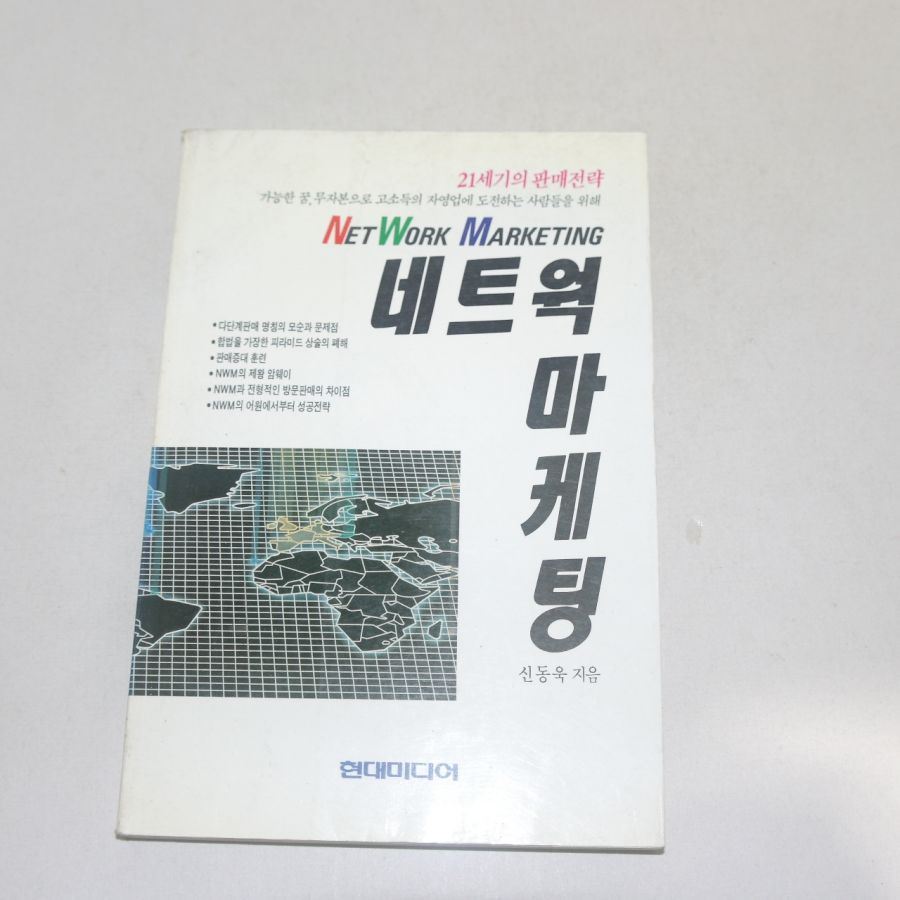 21세기의 판매전략
가능한 꿈, 무자본으로 고소득의 자영업에 도전하는 사람들을 위해
NETWORK MARKETING
네트웍
마케팅
•다단계판매 명칭의 모순과 문제점
•합법을 가장한 피라미드 상술의 폐해
•판매증대 훈련
•NWM의 제왕 암웨이
•NWM과 전형적인 방문판매의 차이점
•NWM의 어원에서부터 성공전략
신동욱 지음
현대미디어